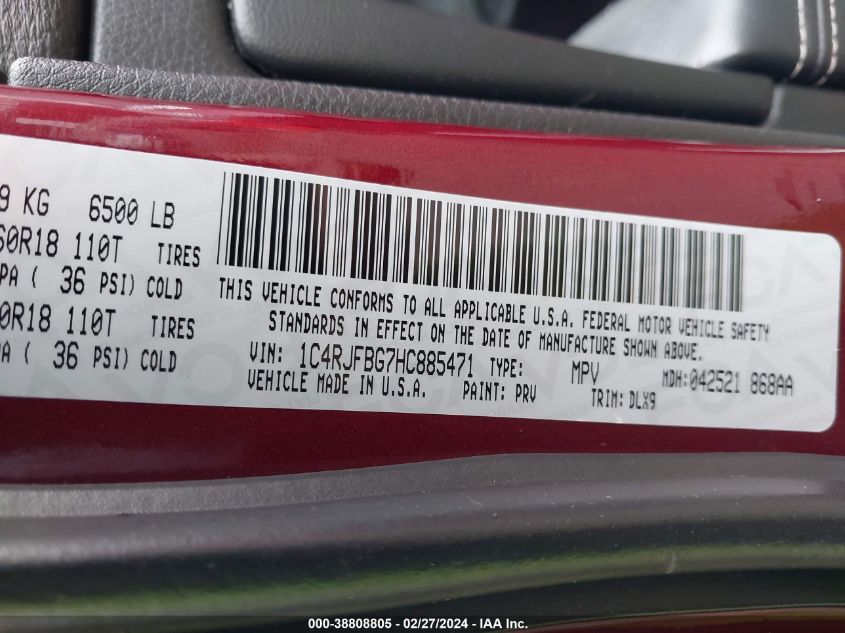 9 KG 6500 LB
60R18 110T TIRES
PA ( 36 PSI) COLD
0R18 110T TIRES
PA ( 36 PSI) COLD
THIS VEHICLE CONFORMS TO ALL APPLICABLE U.S.A. FEDERAL MOTOR VEHICLE SAFETY
STANDARDS IN EFFECT ON THE DATE OF MANUFACTURE SHOWN ABOVE.
VIN: 1C4RJFBG7HC885471 TYPE: MPV MDH:042521 868AA
VEHICLE MADE IN U.S.A. PAINT: PRV TRIM: DLX9
000-38808805 - 02/27/2024 - IAA Inc.